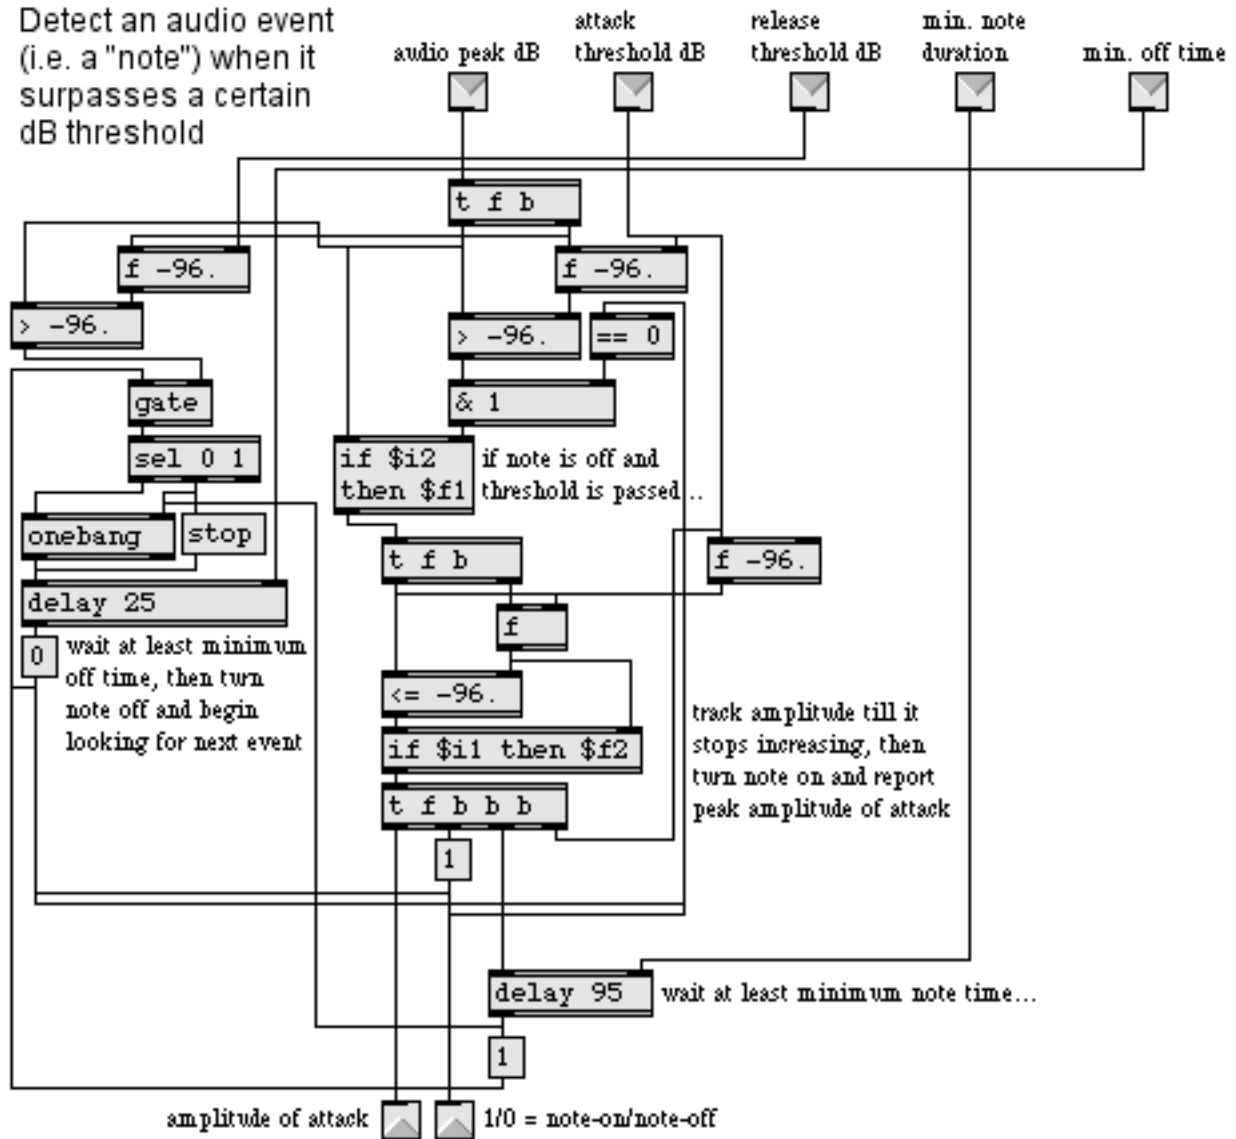 Detect an audio event
(i.e. a "note") when it
surpasses a certain
dB threshold
audio peak dB
attack
threshold dB
release
threshold dB
min. note
duration
min. off time
t f b
f -96.
f -96.
> -96.
> -96.
== 0
gate
& 1
sel 0 1
if $i2
then $f1
if note is off and
threshold is passed...
onebang
stop
t f b
f -96.
delay 25
f
0
wait at least minimum
off time, then turn
note off and begin
looking for next event
<= -96.
if $i1 then $f2
t f b b b
track amplitude till it
stops increasing, then
turn note on and report
peak amplitude of attack
1
delay 95
wait at least minimum note time...
1
amplitude of attack
1/0 = note-on/note-off